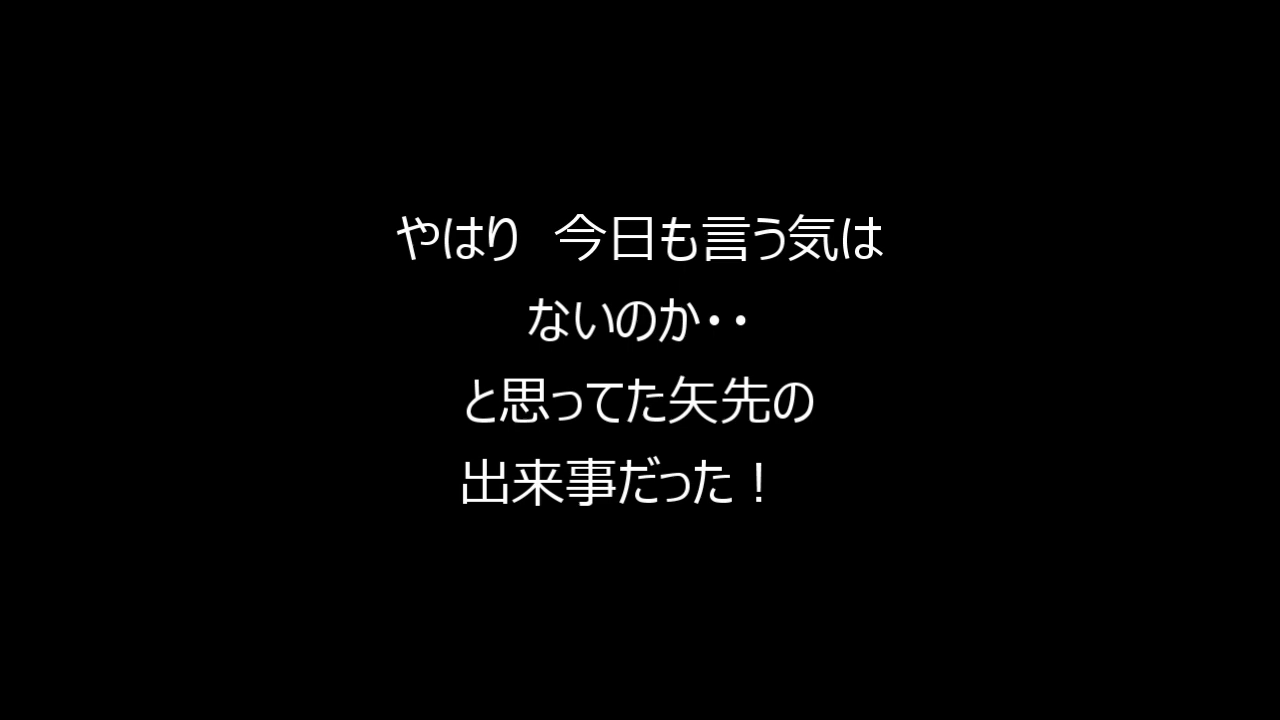 やはり　今日も言う気は
ないのか・・
と思ってた矢先の
出来事だった！